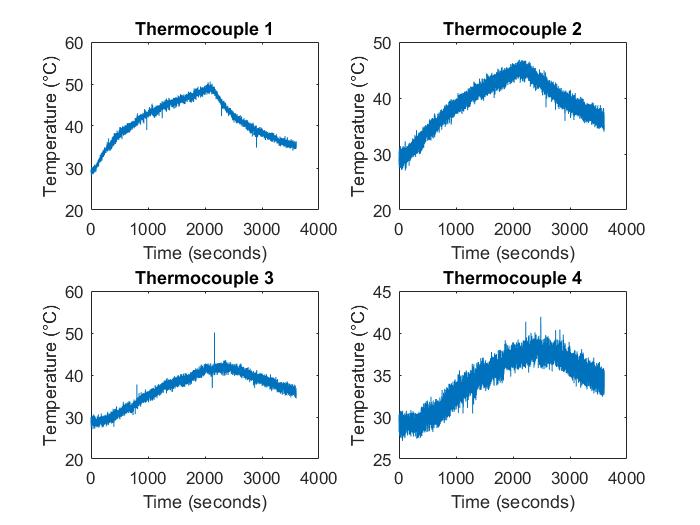 Thermocouple 1
60
50
40
30
20
Temperature (°C)
0 1000 2000 3000 4000
Time (seconds)
Thermocouple 2
50
40
30
20
Temperature (°C)
0 1000 2000 3000 4000
Time (seconds)
Thermocouple 3
60
50
40
30
20
Temperature (°C)
0 1000 2000 3000 4000
Time (seconds)
Thermocouple 4
45
40
35
30
25
Temperature (°C)
0 1000 2000 3000 4000
Time (seconds)